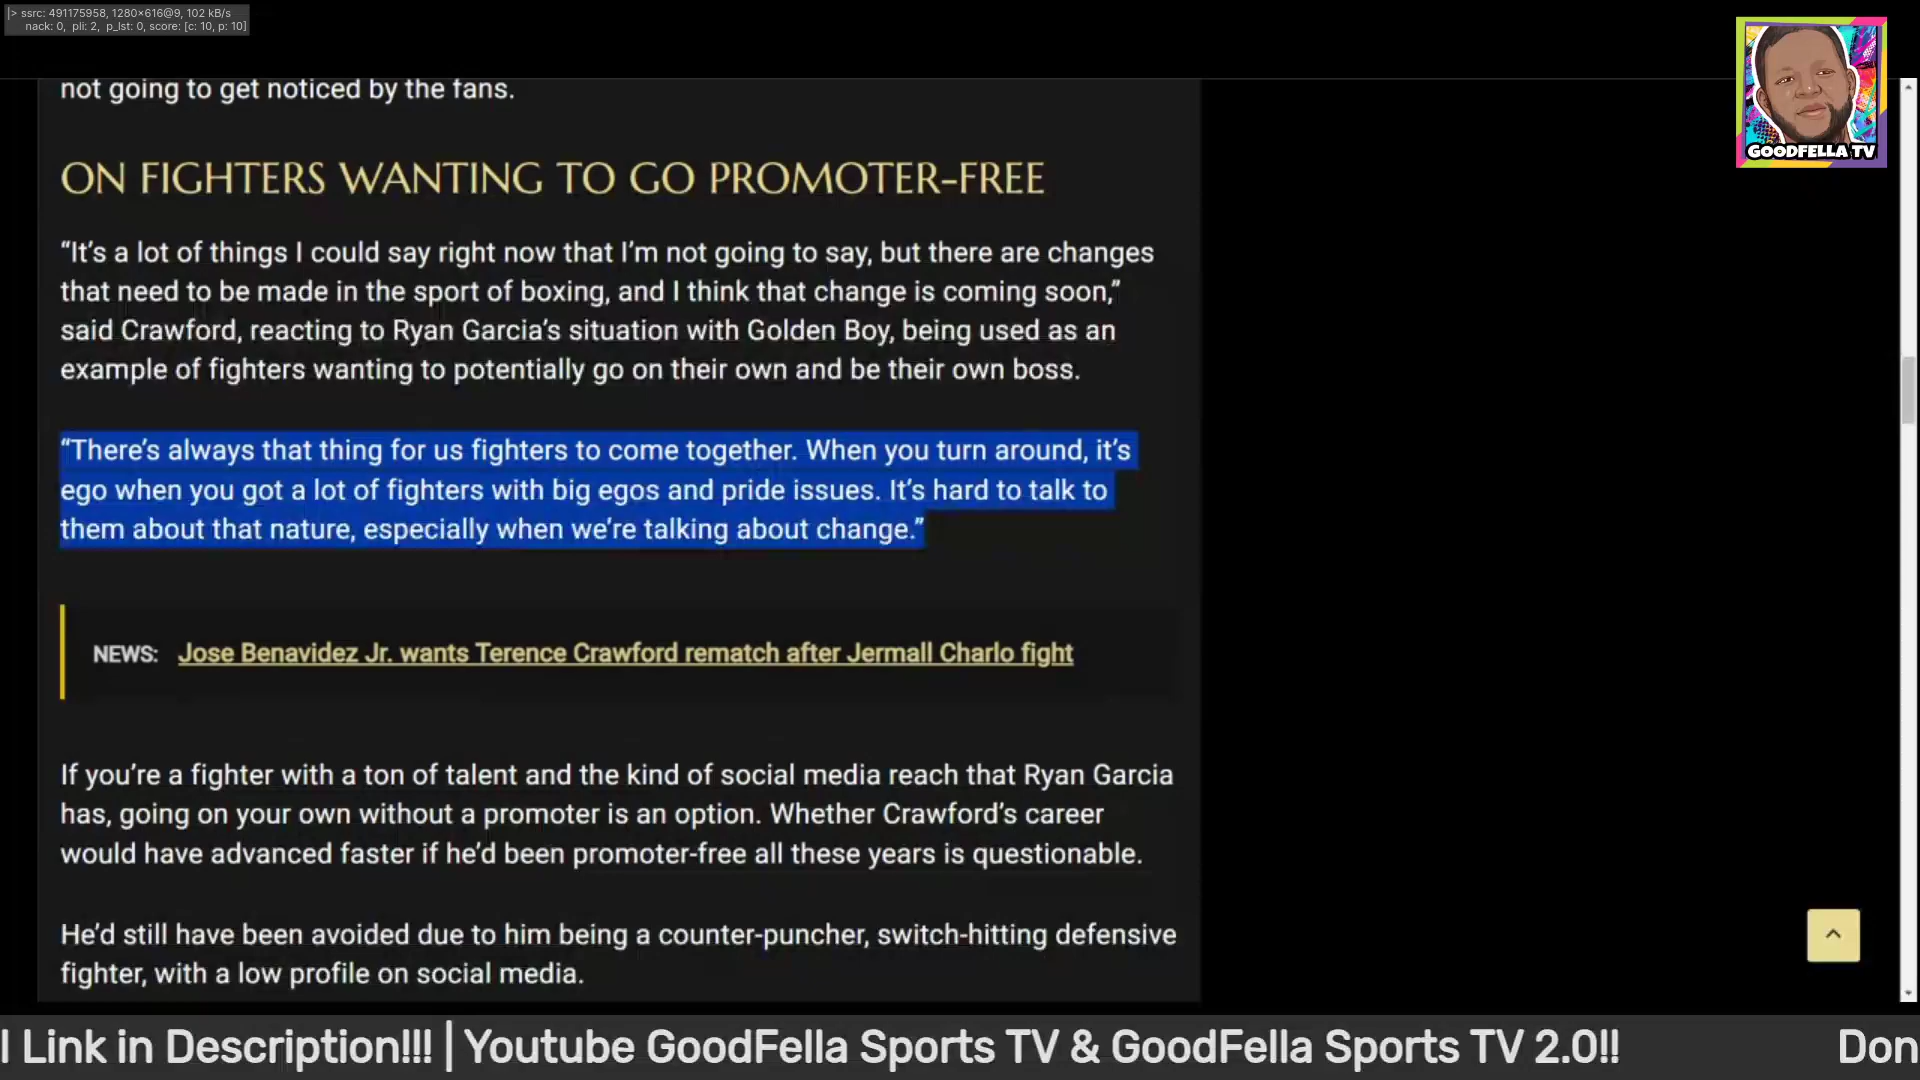 |> ssrc: 491175958, 1280×616@9, 102 kB/s
nack: 0, pli: 2, p_lst: 0, score: [c: 10, p: 10]
GOODFELLA TV
not going to get noticed by the fans.
ON FIGHTERS WANTING TO GO PROMOTER-FREE
“It’s a lot of things I could say right now that I’m not going to say, but there are changes
that need to be made in the sport of boxing, and I think that change is coming soon,”
said Crawford, reacting to Ryan Garcia’s situation with Golden Boy, being used as an
example of fighters wanting to potentially go on their own and be their own boss.
“There’s always that thing for us fighters to come together. When you turn around, it’s
ego when you got a lot of fighters with big egos and pride issues. It’s hard to talk to
them about that nature, especially when we’re talking about change.”
NEWS: Jose Benavidez Jr. wants Terence Crawford rematch after Jermall Charlo fight
If you’re a fighter with a ton of talent and the kind of social media reach that Ryan Garcia
has, going on your own without a promoter is an option. Whether Crawford’s career
would have advanced faster if he’d been promoter-free all these years is questionable.
He’d still have been avoided due to him being a counter-puncher, switch-hitting defensive
fighter, with a low profile on social media.
l Link in Description!!! | Youtube GoodFella Sports TV & GoodFella Sports TV 2.0!! Don